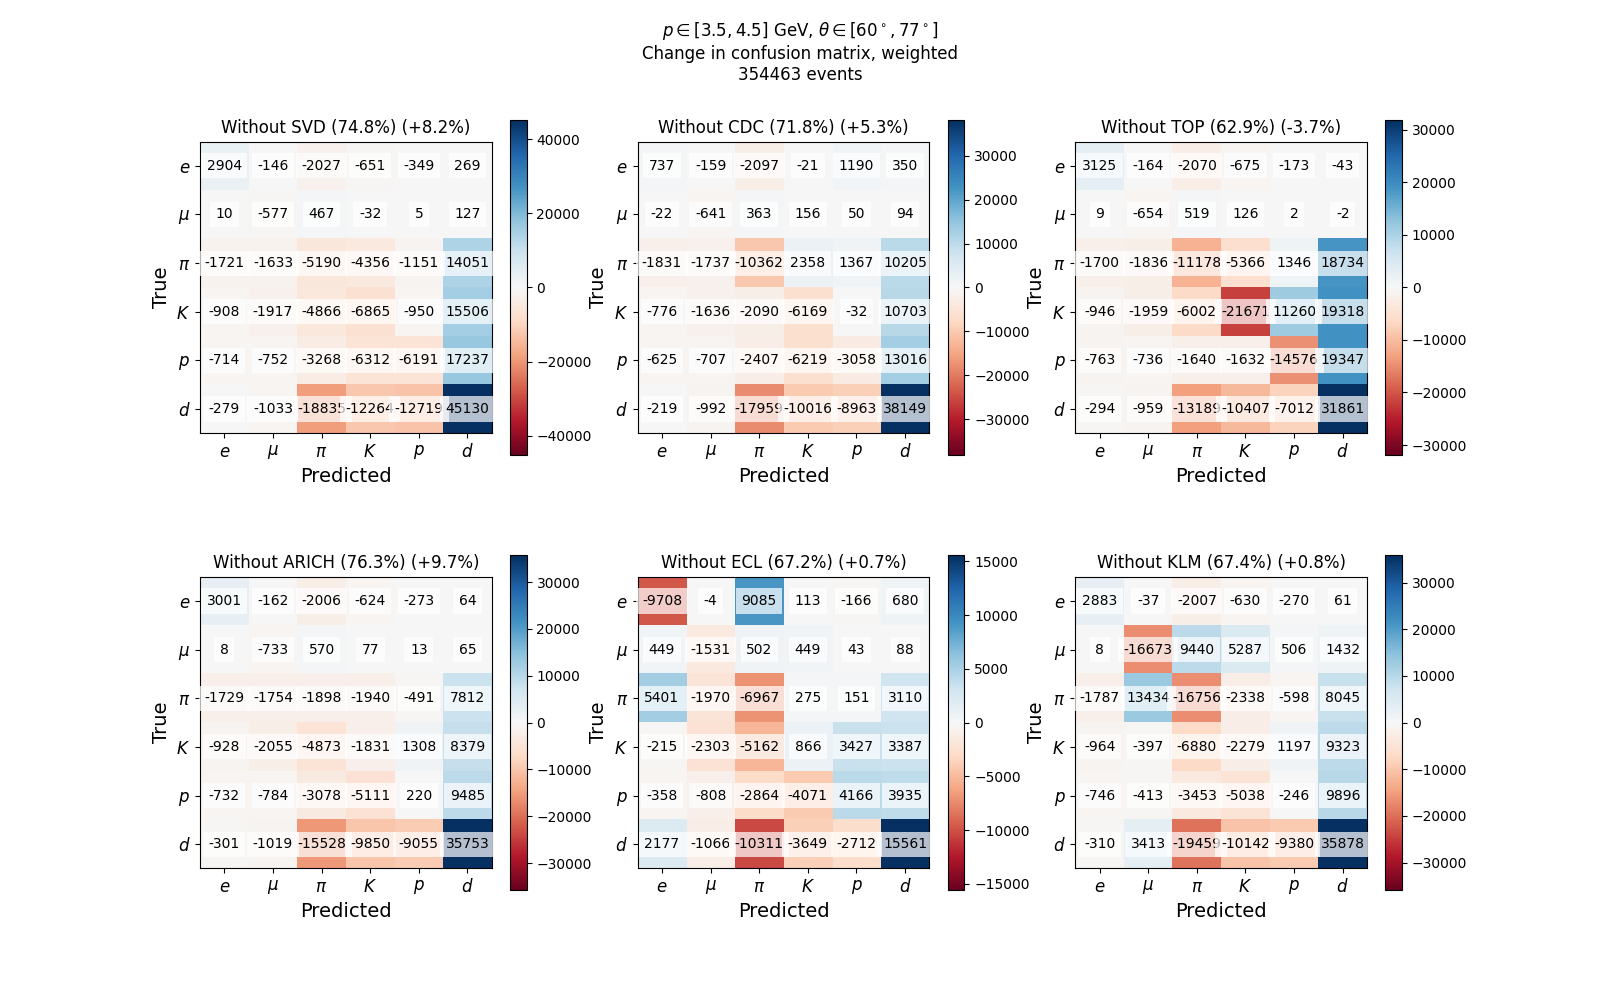 p ∈ [3.5, 4.5] GeV, θ ∈ [60°, 77°]
Change in confusion matrix, weighted
354463 events
Without SVD (74.8%) (+8.2%)
True
e 2904 -146 -2027 -651 -349 269
μ 10 -577 467 -32 5 127
π -1721 -1633 -5190 -4356 -1151 14051
K -908 -1917 -4866 -6865 -950 15506
p -714 -752 -3268 -6312 -6191 17237
d -279 -1033 -18835 -12264 -12719 45130
e μ π K p d
Predicted
40000
20000
0
−20000
−40000
Without CDC (71.8%) (+5.3%)
True
737 -159 -2097 -21 1190 350
-22 -641 363 156 50 94
-1831 -1737 -10362 2358 1367 10205
-776 -1636 -2090 -6169 -32 10703
-625 -707 -2407 -6219 -3058 13016
-219 -992 -17959 -10016 -8963 38149
e μ π K p d
Predicted
30000
20000
10000
0
−10000
−20000
−30000
Without TOP (62.9%) (-3.7%)
True
e 3125 -164 -2070 -675 -173 -43
μ 9 -654 519 126 2 -2
π -1700 -1836 -11178 -5366 1346 18734
K -946 -1959 -6002 -21671 11260 19318
p -763 -736 -1640 -1632 -14576 19347
d -294 -959 -13189 -10407 -7012 31861
e μ π K p d
Predicted
30000
20000
10000
0
−10000
−20000
−30000
Without ARICH (76.3%) (+9.7%)
True
e 3001 -162 -2006 -624 -273 64
μ 8 -733 570 77 13 65
π -1729 -1754 -1898 -1940 -491 7812
K -928 -2055 -4873 -1831 1308 8379
p -732 -784 -3078 -5111 220 9485
d -301 -1019 -15528 -9850 -9055 35753
e μ π K p d
Predicted
30000
20000
10000
0
−10000
−20000
−30000
Without ECL (67.2%) (+0.7%)
True
e -9708 -4 9085 113 -166 680
μ 449 -1531 502 449 43 88
π 5401 -1970 -6967 275 151 3110
K -215 -2303 -5162 866 3427 3387
p -358 -808 -2864 -4071 4166 3935
d 2177 -1066 -10311 -3649 -2712 15561
e μ π K p d
Predicted
15000
10000
5000
0
−5000
−10000
−15000
Without KLM (67.4%) (+0.8%)
True
e 2883 -37 -2007 -630 -270 61
μ 8 -16673 9440 5287 506 1432
π -1787 13434 -16756 -2338 -598 8045
K -964 -397 -6880 -2279 1197 9323
p -746 -413 -3453 -5038 -246 9896
d -310 3413 -19459 -10142 -9380 35878
e μ π K p d
Predicted
30000
20000
10000
0
−10000
−20000
−30000